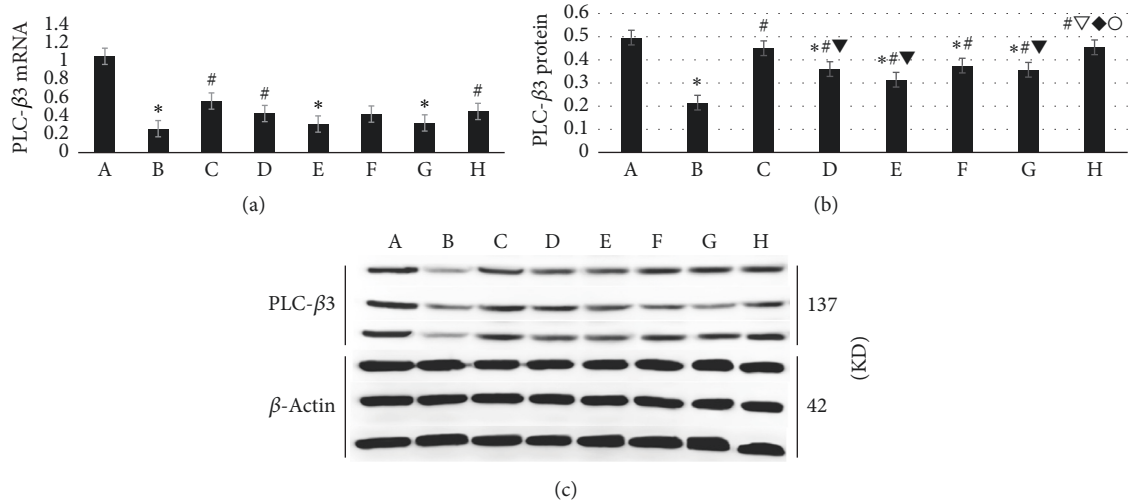 PLC-β3 mRNA
1.4
1.2
1
0.8
0.6
0.4
0.2
0
*
#
#
*
*
#
A B C D E F G H
(a)
PLC-β3 protein
0.6
0.5
0.4
0.3
0.2
0.1
0
*
#
*#▼
*#▼
*#
*#▼
#▽◆○
A B C D E F G H
(b)
A B C D E F G H
PLC-β3
137
β-Actin
42
(KD)
(c)